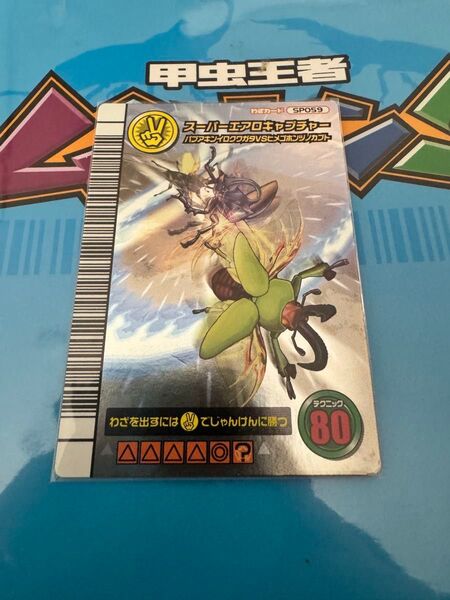 甲虫王者
わざカード SP059
スーパーエアロキャプチャー
パプアキンイロクワガタVSヒメゴホンヅノカブト
わざを出すには でじゃんけんに勝つ
テクニック
80
?